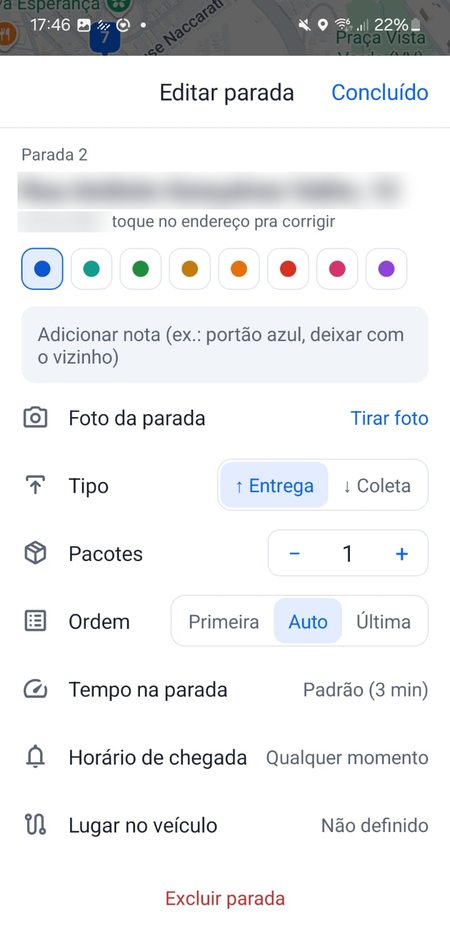 17:46
22%
va Esperança
7
se Naccarati
Praça Vista
Editar parada
Concluído
Parada 2
toque no endereço pra corrigir
Adicionar nota (ex.: portão azul, deixar com
o vizinho)
Foto da parada
Tirar foto
Tipo
↑ Entrega
↓ Coleta
Pacotes
− 1 +
Ordem
Primeira
Auto
Última
Tempo na parada
Padrão (3 min)
Horário de chegada
Qualquer momento
Lugar no veículo
Não definido
Excluir parada